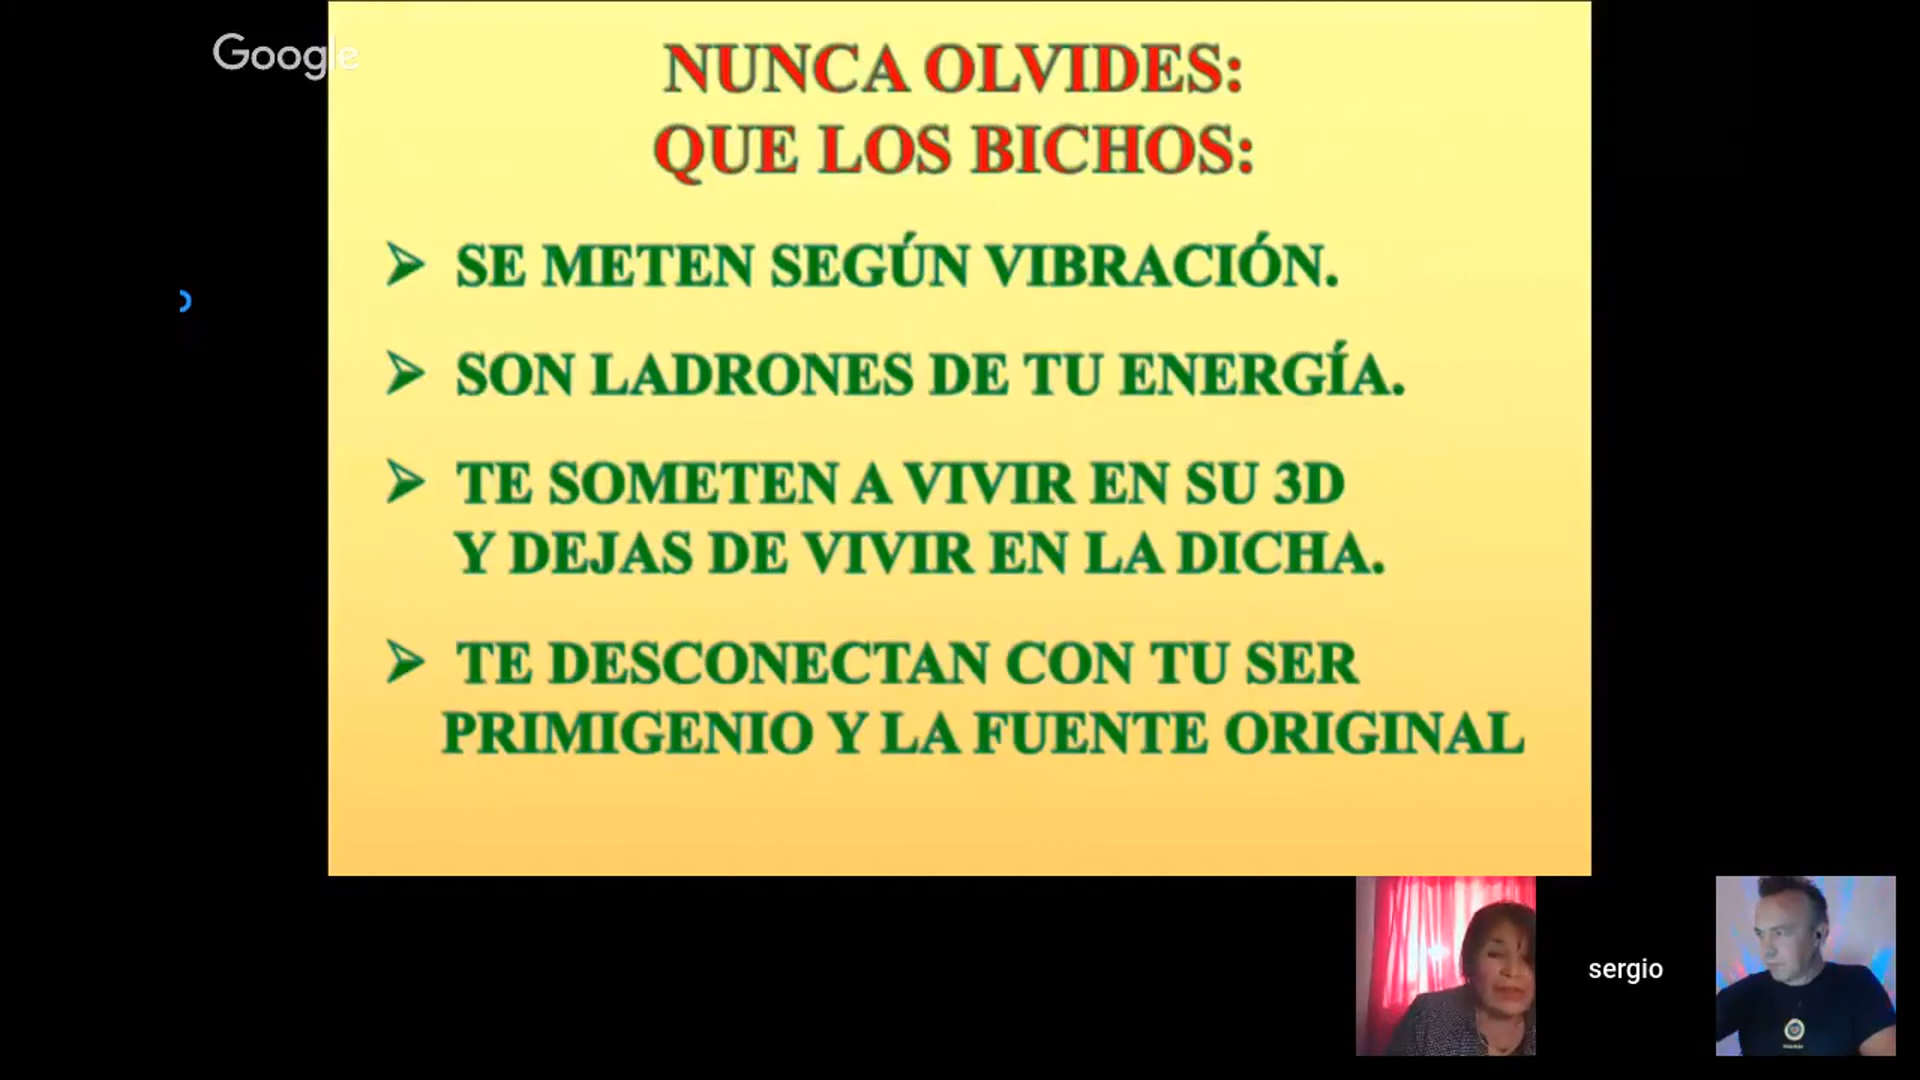 Google
NUNCA OLVIDES:
QUE LOS BICHOS:
SE METEN SEGÚN VIBRACIÓN.
SON LADRONES DE TU ENERGÍA.
TE SOMETEN A VIVIR EN SU 3D
Y DEJAS DE VIVIR EN LA DICHA.
TE DESCONECTAN CON TU SER
PRIMIGENIO Y LA FUENTE ORIGINAL
sergio